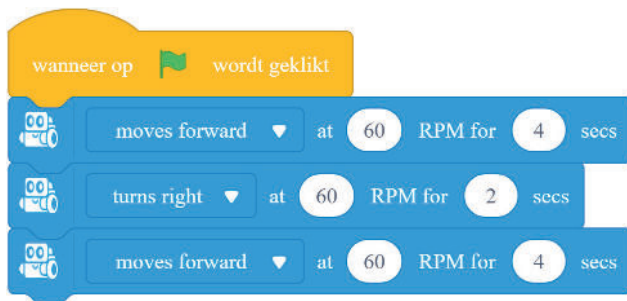 wanneer op wordt geklikt
moves forward at 60 RPM for 4 secs
turns right at 60 RPM for 2 secs
moves forward at 60 RPM for 4 secs